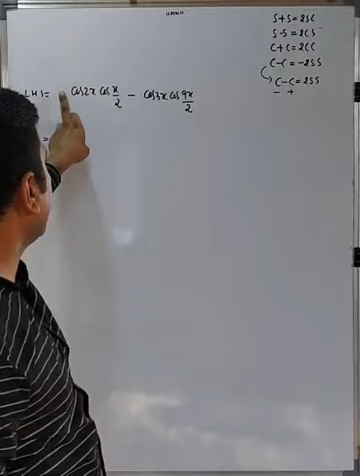 S+S=2SC
S-S=2CS
C+C=2CC
C-C=-2SS
C-C=2SS
- +
LHS= cos2x cos x/2 - cos3x cos 9x/2
=